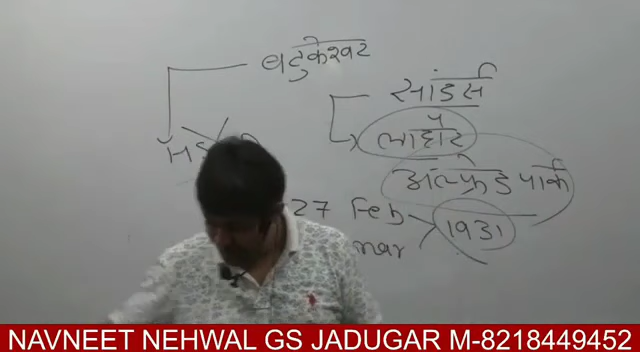 बटुकेश्वर
सांडर्स
लाहौर
अल्फ्रेड पार्क
27 Feb
1931
mar
NAVNEET NEHWAL GS JADUGAR M-8218449452